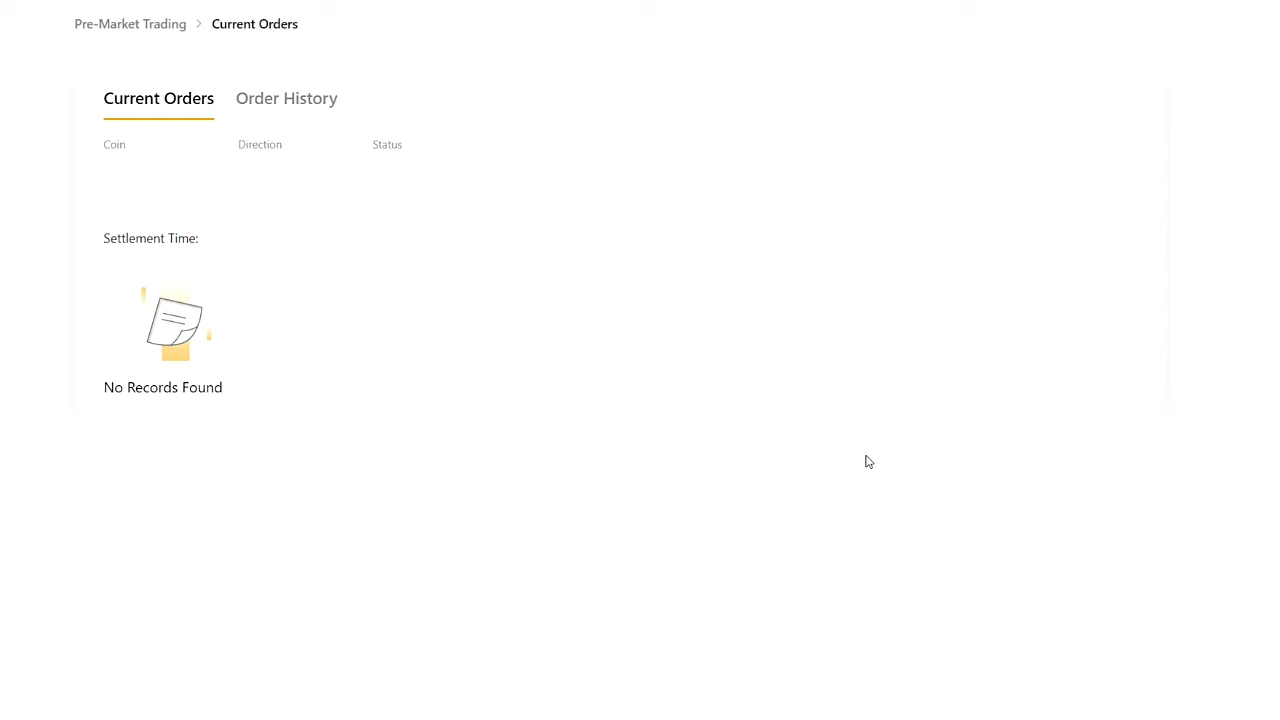 Pre-Market Trading > Current Orders
Current Orders Order History
Coin Direction Status
Settlement Time:
No Records Found